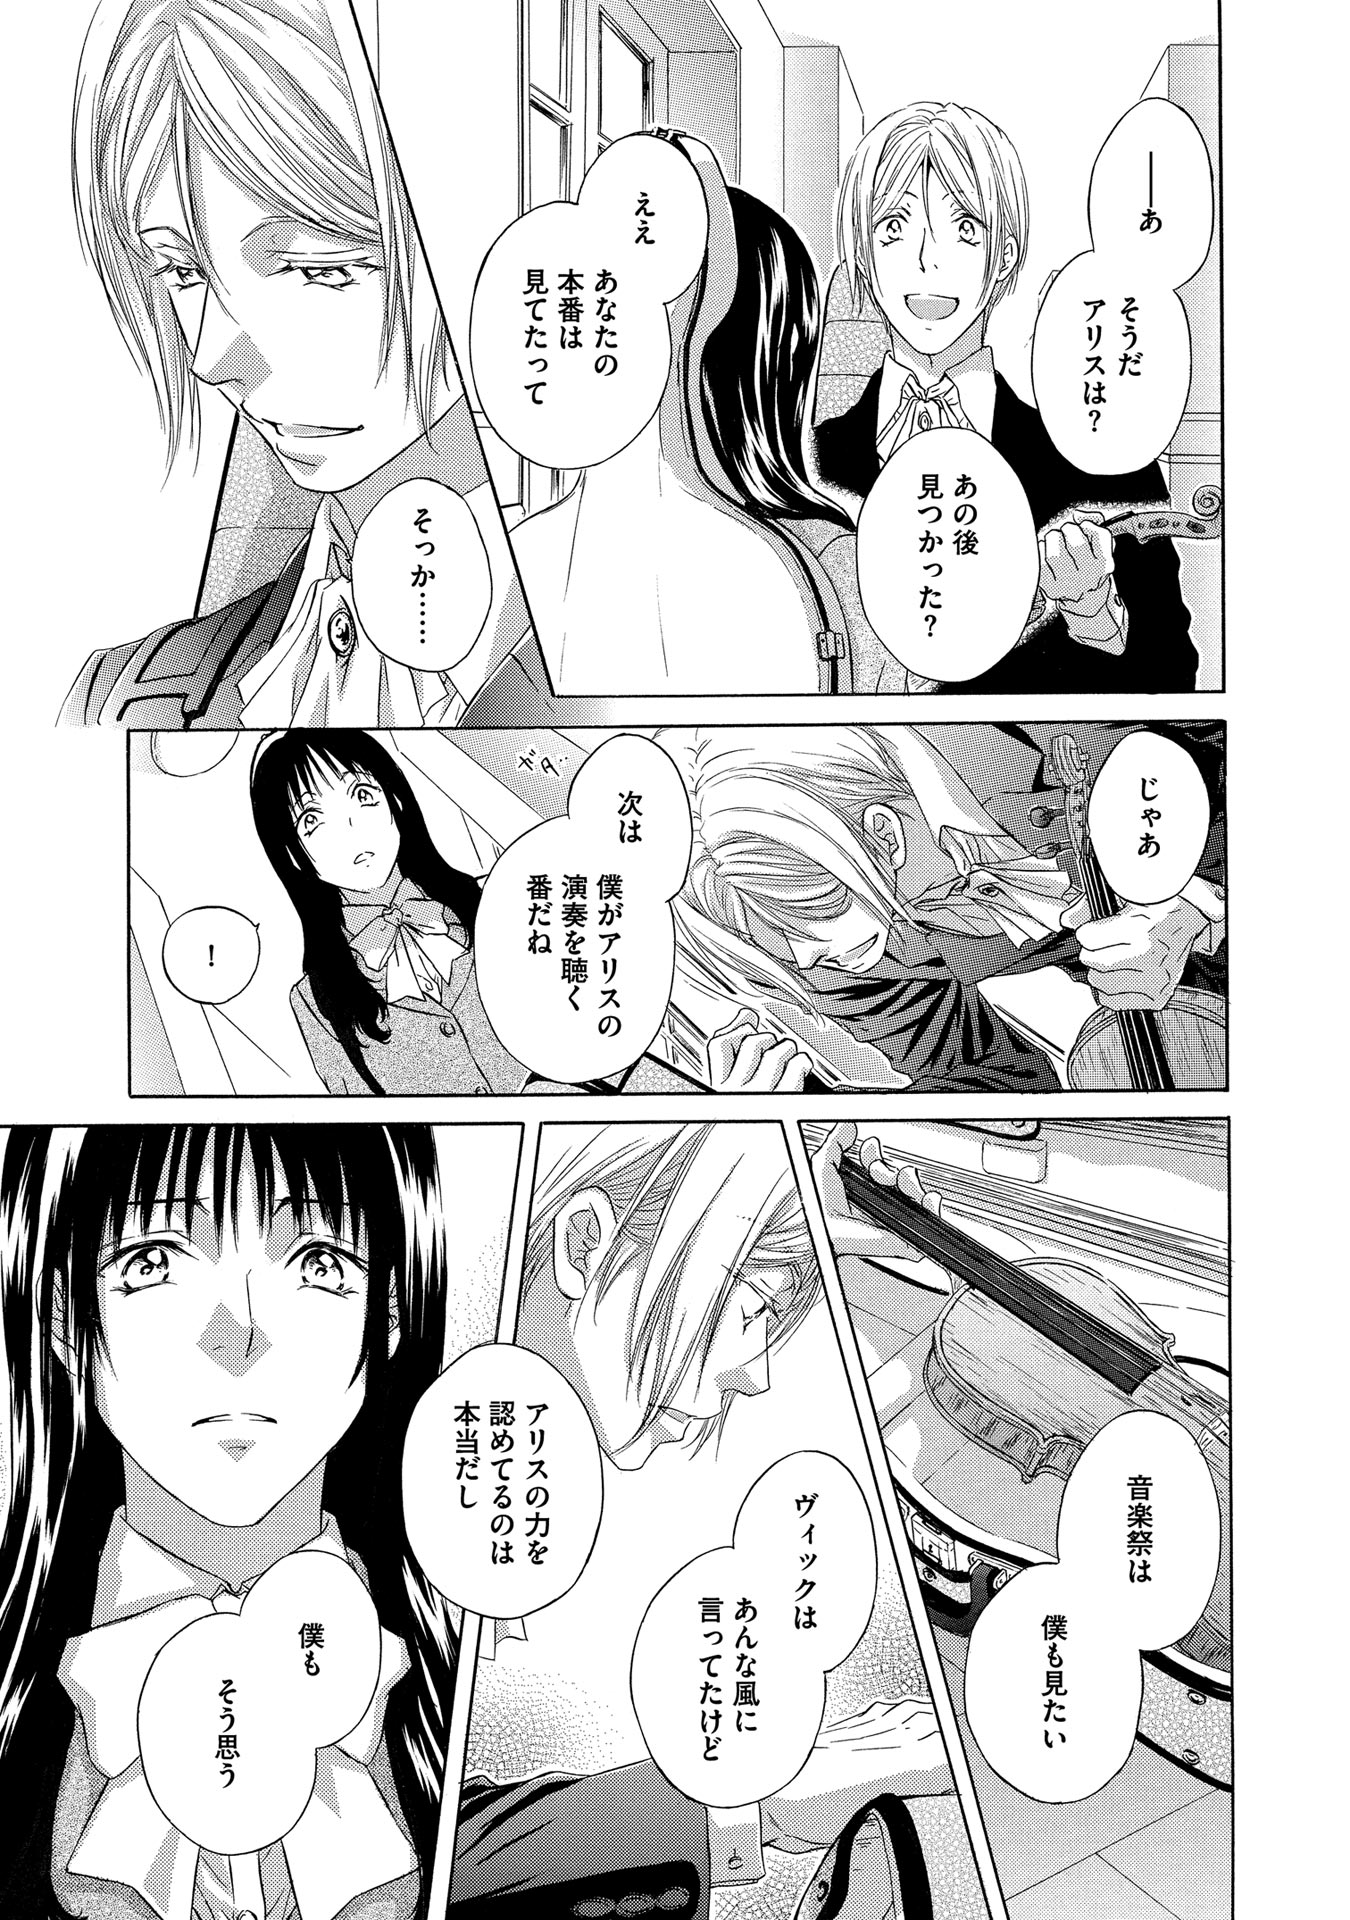 ――あ
そうだ
アリスは？
あの後
見つかった？
ええ
あなたの
本番は
見てたって
そっか……
じゃあ
次は
僕がアリスの
演奏を聴く
番だね
ガタ‥
！
音楽祭は
僕も見たい
ヴィックは
あんな風に
言ってたけど
アリスの力を
認めてるのは
本当だし
僕も
そう思う